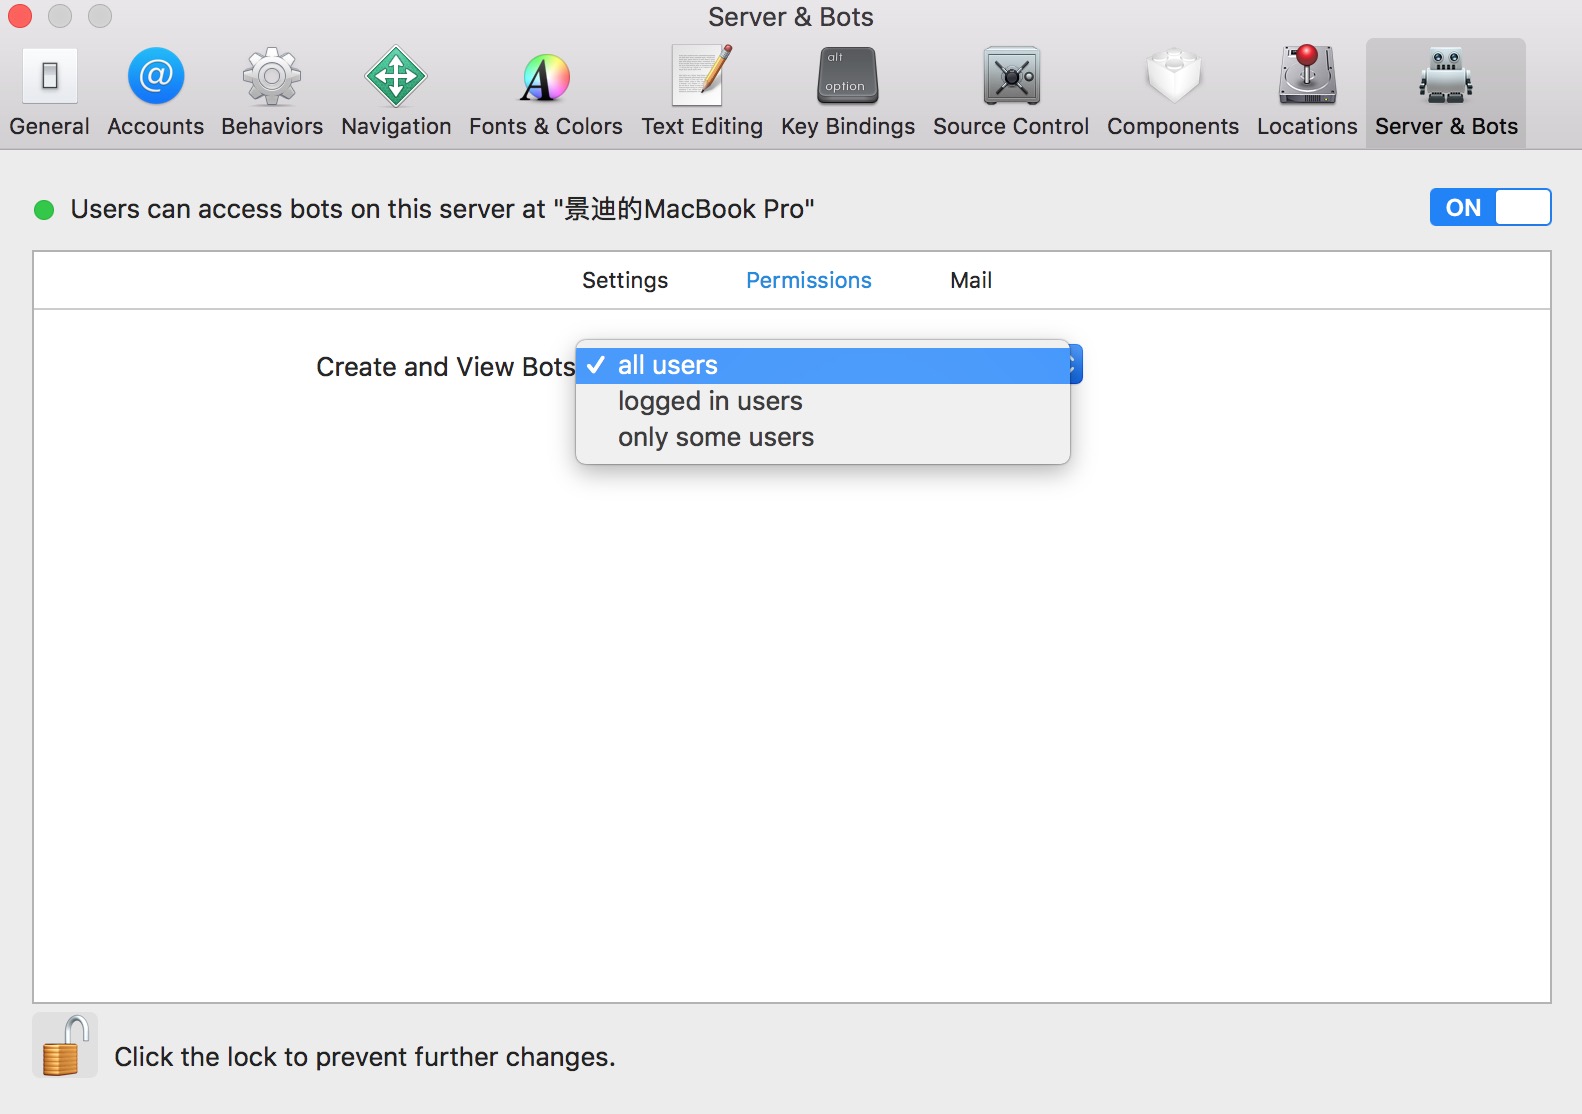 Server & Bots
alt
option
General Accounts Behaviors Navigation Fonts & Colors Text Editing Key Bindings Source Control Components Locations Server & Bots
Users can access bots on this server at "景迪的MacBook Pro"
ON
Settings Permissions Mail
Create and View Bots ✓ all users
logged in users
only some users
Click the lock to prevent further changes.